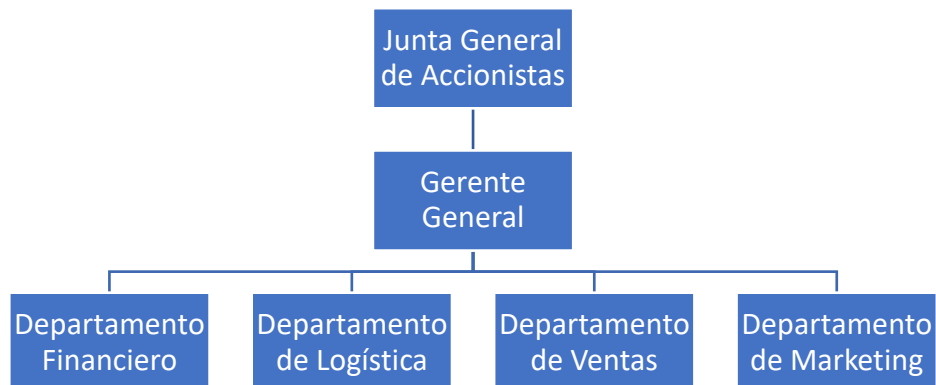 Junta General
de Accionistas
Gerente
General
Departamento
Financiero
Departamento
de Logística
Departamento
de Ventas
Departamento
de Marketing